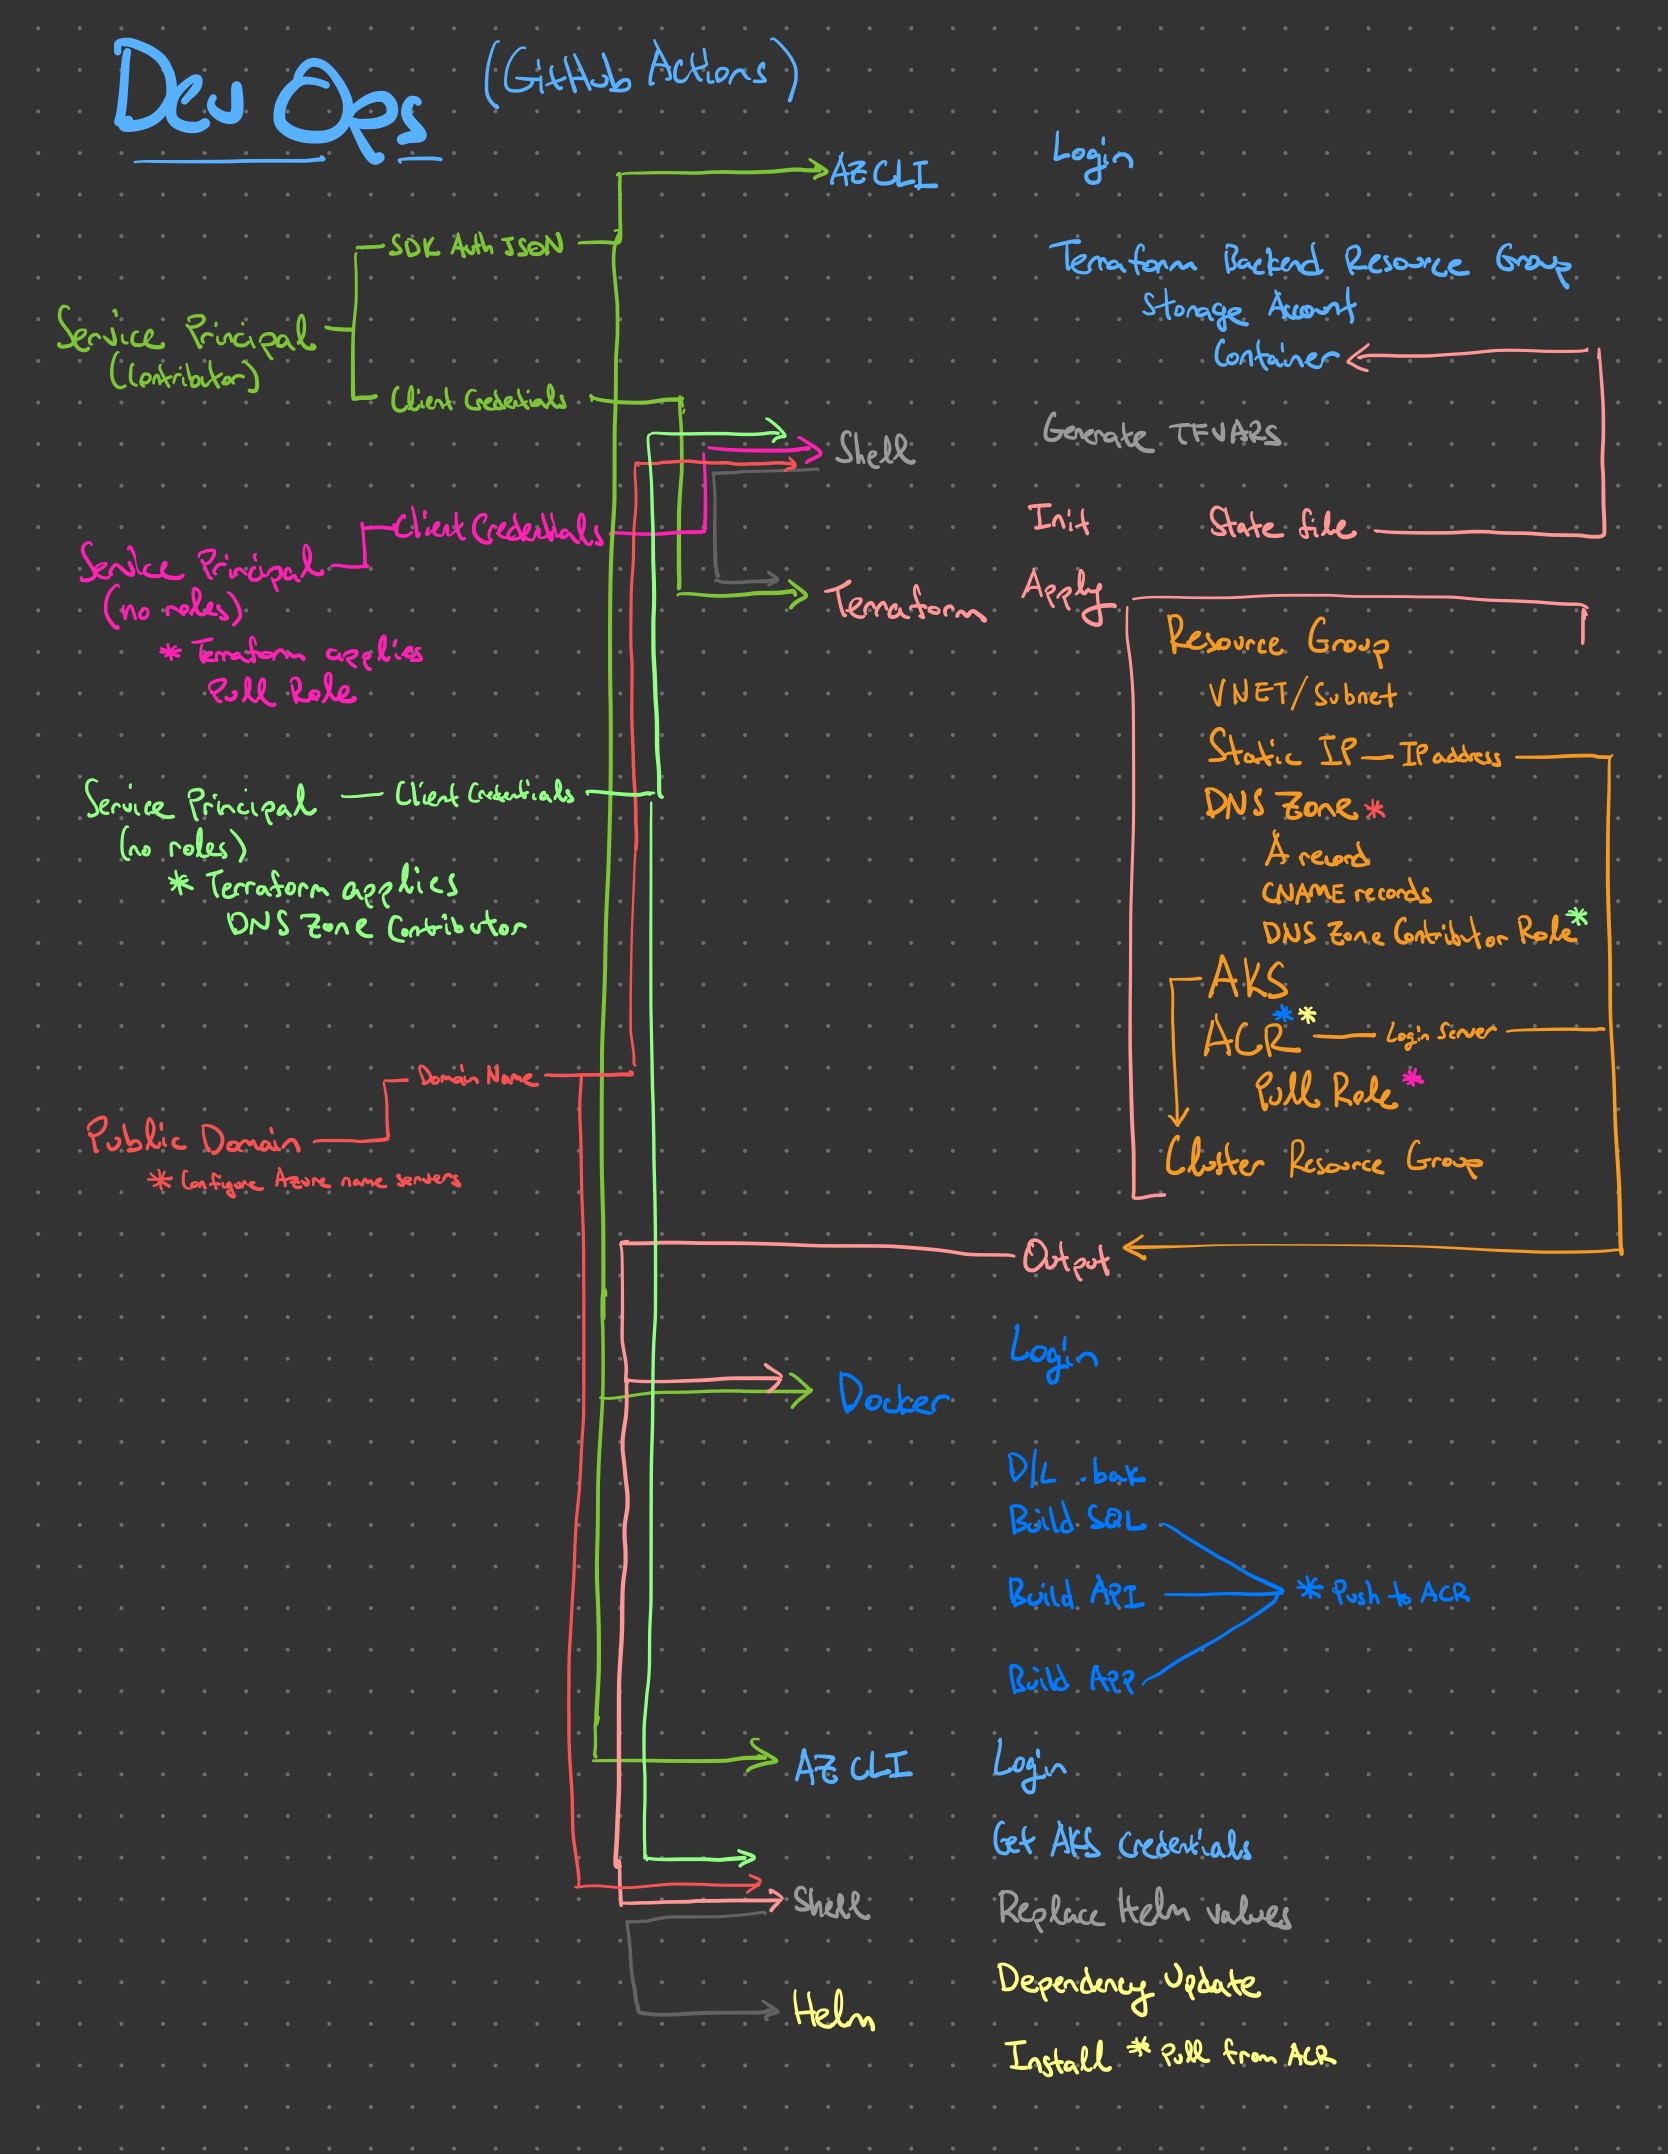 Dev Ops (GitHub Actions)
AZ CLI Login
SDK Auth JSON
Terraform Backend Resource Group
Storage Account
Container
Service Principal
(Contributor)
Client Credentials
Shell Generate TFVARS
Client Credentials
Init State file
Service Principal
(no roles)
* Terraform applies
Pull Role
Terraform Apply
Resource Group
VNET/Subnet
Static IP IP address
DNS Zone *
A record
CNAME records
DNS Zone Contributor Role *
AKS
ACR * * Login Server
Pull Role *
Cluster Resource Group
Service Principal Client Credentials
(no roles)
* Terraform applies
DNS Zone Contributor
Domain Name
Public Domain
* Configure Azure name servers
Output
Docker Login
D/L .bak
Build SQL
Build API * Push to ACR
Build App
AZ CLI Login
Get AKS Credentials
Shell Replace Helm values
Helm Dependency Update
Install * Pull from ACR